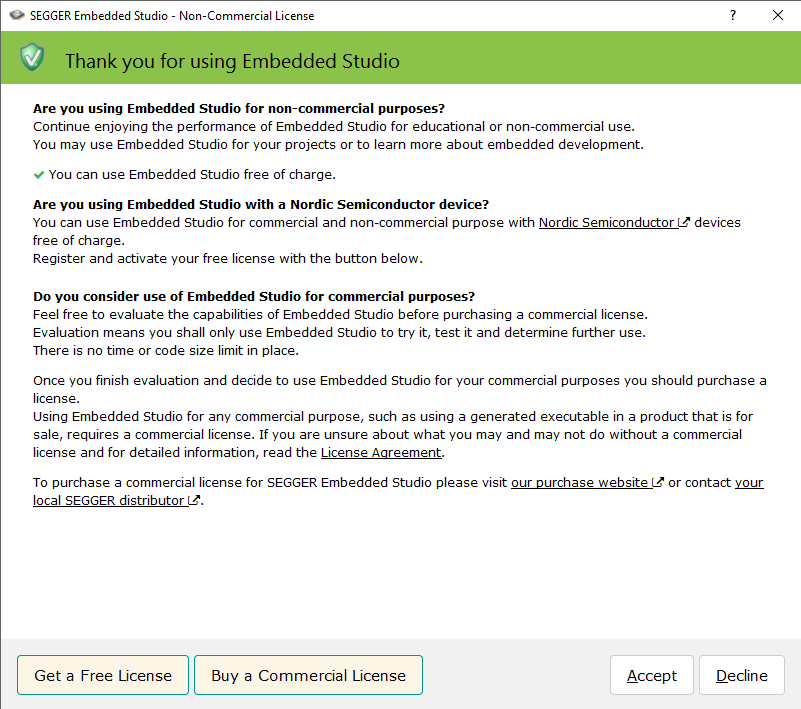 SEGGER Embedded Studio - Non-Commercial License
?
Thank you for using Embedded Studio
Are you using Embedded Studio for non-commercial purposes?
Continue enjoying the performance of Embedded Studio for educational or non-commercial use.
You may use Embedded Studio for your projects or to learn more about embedded development.
You can use Embedded Studio free of charge.
Are you using Embedded Studio with a Nordic Semiconductor device?
You can use Embedded Studio for commercial and non-commercial purpose with Nordic Semiconductor devices
free of charge.
Register and activate your free license with the button below.
Do you consider use of Embedded Studio for commercial purposes?
Feel free to evaluate the capabilities of Embedded Studio before purchasing a commercial license.
Evaluation means you shall only use Embedded Studio to try it, test it and determine further use.
There is no time or code size limit in place.
Once you finish evaluation and decide to use Embedded Studio for your commercial purposes you should purchase a
license.
Using Embedded Studio for any commercial purpose, such as using a generated executable in a product that is for
sale, requires a commercial license. If you are unsure about what you may and may not do without a commercial
license and for detailed information, read the License Agreement.
To purchase a commercial license for SEGGER Embedded Studio please visit our purchase website or contact your
local SEGGER distributor.
Get a Free License
Buy a Commercial License
Accept
Decline